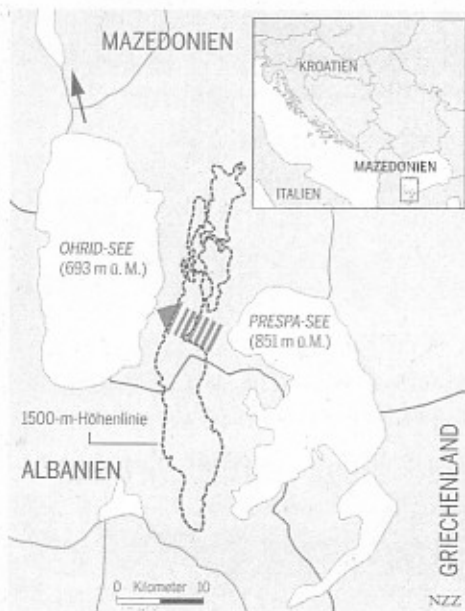 MAZEDONIEN
KROATIEN
MAZEDONIEN
ITALIEN
OHRID-SEE
(693 m ü. M.)
PRESPA-SEE
(851 m ü. M.)
1500-m-Höhenlinie
ALBANIEN
GRIECHENLAND
0 Kilometer 10
NZZ